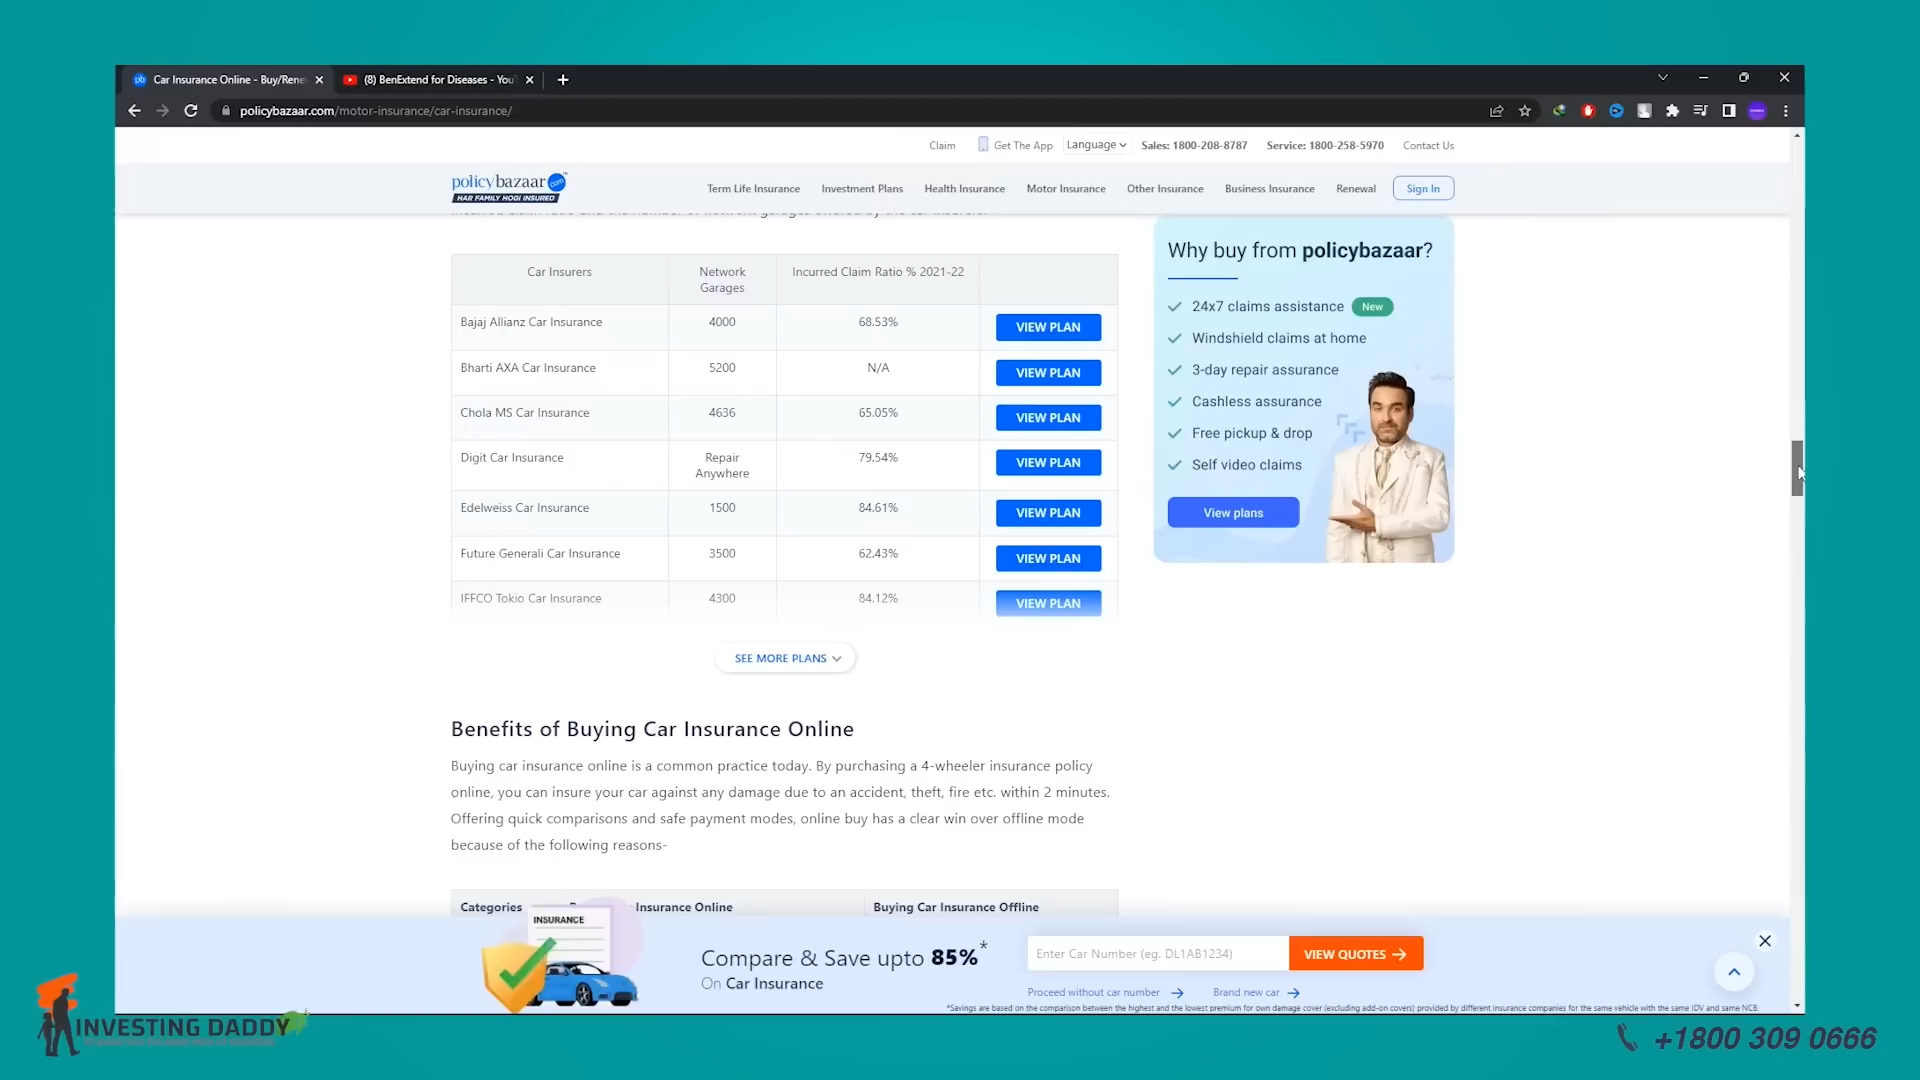 Car Insurance Online - Buy/Rene
(8) BenExtend for Diseases - You
policybazaar.com/motor-insurance/car-insurance/
Claim Get The App Language Sales: 1800-208-8787 Service: 1800-258-5970 Contact Us
policybazaar.com
HAR FAMILY HOGI INSURED
Term Life Insurance Investment Plans Health Insurance Motor Insurance Other Insurance Business Insurance Renewal Sign In
Car Insurers Network Garages Incurred Claim Ratio % 2021-22
Bajaj Allianz Car Insurance 4000 68.53% VIEW PLAN
Bharti AXA Car Insurance 5200 N/A VIEW PLAN
Chola MS Car Insurance 4636 65.05% VIEW PLAN
Digit Car Insurance Repair Anywhere 79.54% VIEW PLAN
Edelweiss Car Insurance 1500 84.61% VIEW PLAN
Future Generali Car Insurance 3500 62.43% VIEW PLAN
IFFCO Tokio Car Insurance 4300 84.12% VIEW PLAN
SEE MORE PLANS
Why buy from policybazaar?
24x7 claims assistance New
Windshield claims at home
3-day repair assurance
Cashless assurance
Free pickup & drop
Self video claims
View plans
Benefits of Buying Car Insurance Online
Buying car insurance online is a common practice today. By purchasing a 4-wheeler insurance policy
online, you can insure your car against any damage due to an accident, theft, fire etc. within 2 minutes.
Offering quick comparisons and safe payment modes, online buy has a clear win over offline mode
because of the following reasons-
Categories Insurance Online Buying Car Insurance Offline
INSURANCE
Compare & Save upto 85%*
On Car Insurance
Enter Car Number (eg. DL1AB1234) VIEW QUOTES
Proceed without car number Brand new car
*Savings are based on the comparison between the highest and the lowest premium for own damage cover (excluding add-on covers) provided by different insurance companies for the same vehicle with the same IDV and same NCB.
INVESTING DADDY
+1800 309 0666